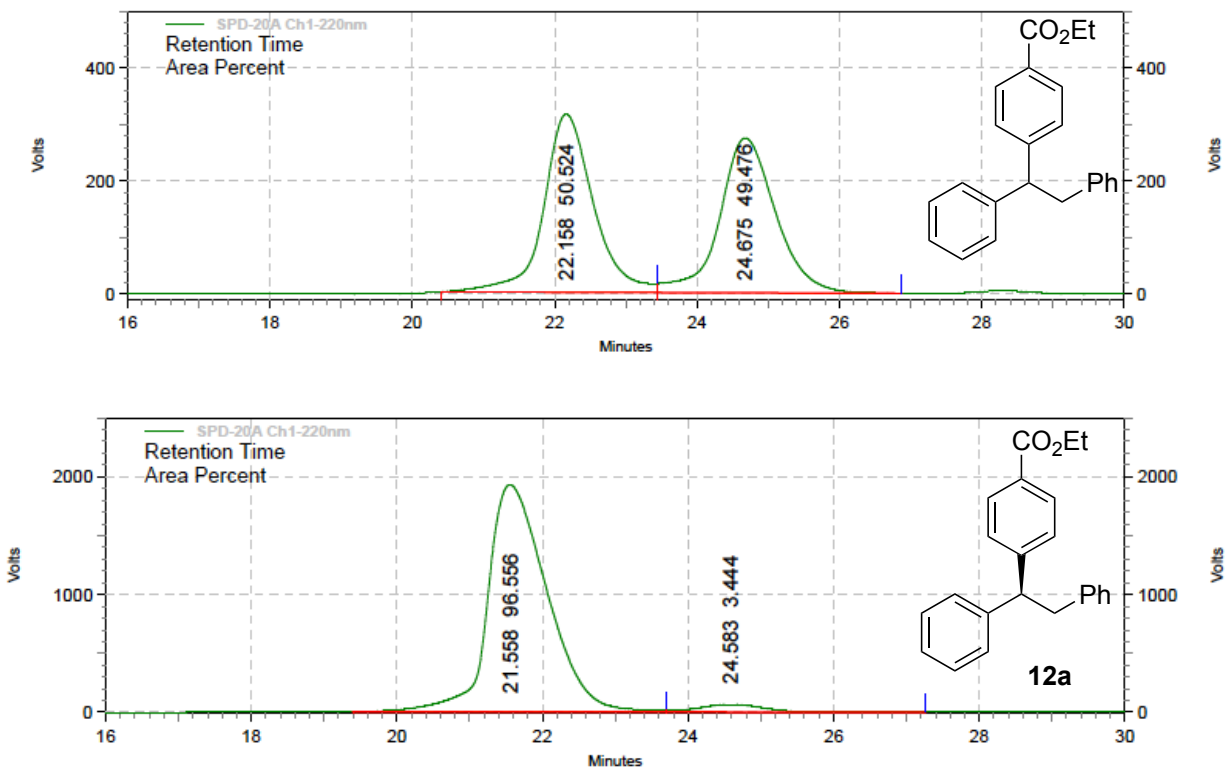 SPD-20A Ch1-220nm
Retention Time
Area Percent
CO2Et
Ph
Volts
Volts
400
200
0
400
200
0
22.158 50.524
24.675 49.476
16 18 20 22 24 26 28 30
Minutes
SPD-20A Ch1-220nm
Retention Time
Area Percent
CO2Et
Ph
12a
Volts
Volts
2000
1000
0
2000
1000
0
21.558 96.556
24.583 3.444
16 18 20 22 24 26 28 30
Minutes